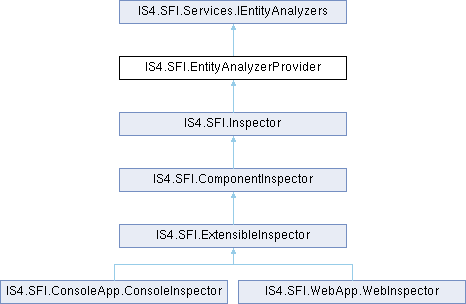 IS4.SFI.Services.IEntityAnalyzers
IS4.SFI.EntityAnalyzerProvider
IS4.SFI.Inspector
IS4.SFI.ComponentInspector
IS4.SFI.ExtensibleInspector
IS4.SFI.ConsoleApp.ConsoleInspector
IS4.SFI.WebApp.WebInspector